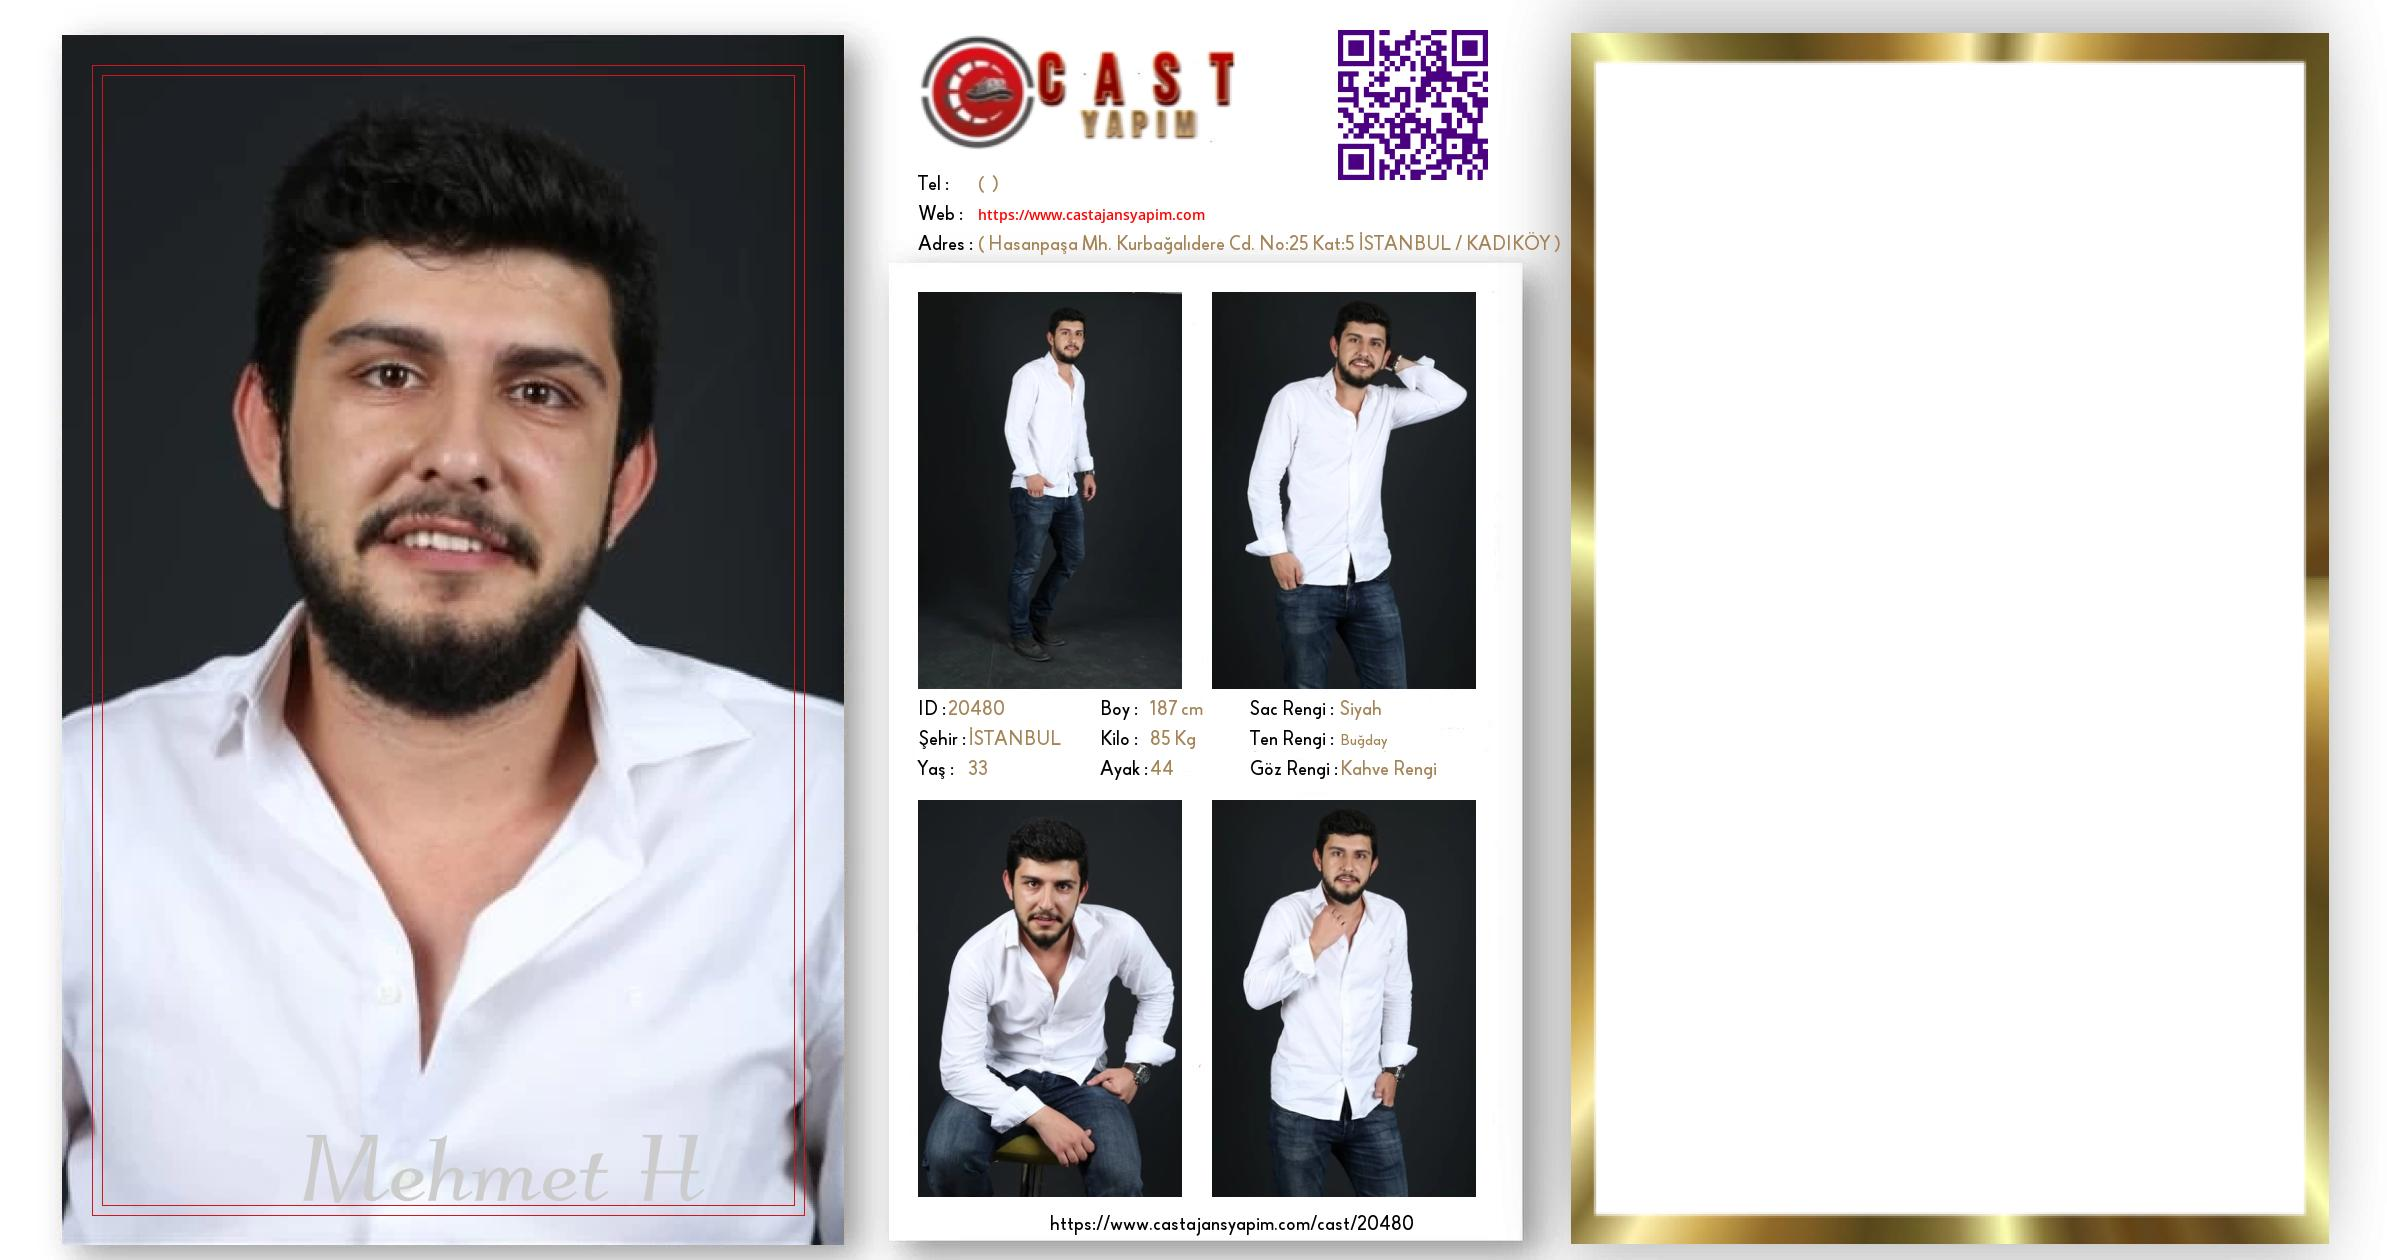 Mehmet H
CAST
YAPIM
Tel : ( )
Web : https://www.castajansyapim.com
Adres : ( Hasanpaşa Mh. Kurbağalıdere Cd. No:25 Kat:5 İSTANBUL / KADIKÖY )
ID : 20480 Boy : 187 cm Sac Rengi : Siyah
Şehir : İSTANBUL Kilo : 85 Kg Ten Rengi : Buğday
Yaş : 33 Ayak : 44 Göz Rengi : Kahve Rengi
https://www.castajansyapim.com/cast/20480